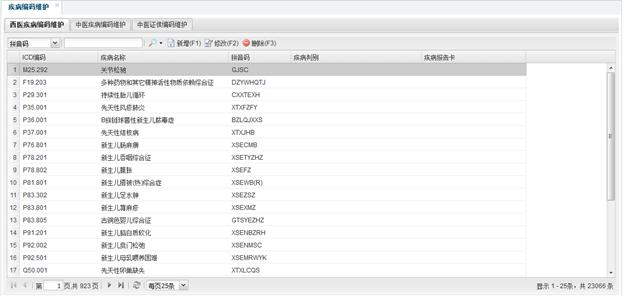 疾病编码维护
西医疾病编码维护 中医疾病编码维护 中医证候编码维护
拼音码 新增(F1) 修改(F2) 删除(F3)
ICD编码 疾病名称 拼音码 疾病判别 疾病报告卡
1 M25.292 关节松弛 GJSC
2 F19.203 多种药物和其它精神活性物质依赖综合征 DZYWHQTJ
3 P29.301 持续性胎儿循环 CXXTEXH
4 P35.001 先天性风疹肺炎 XTXFZFY
5 P36.001 B族链球菌性新生儿脓毒症 BZLQJXXS
6 P37.001 先天性结核病 XTXJHB
7 P76.801 新生儿肠麻痹 XSECMB
8 P78.201 新生儿吞咽综合征 XSETYZHZ
9 P78.802 新生儿腹胀 XSEFZ
10 P81.801 新生儿捂被(热)综合症 XSEWB(R)
11 P83.302 新生儿足水肿 XSEZSZ
12 P83.801 新生儿荨麻疹 XSEXMZ
13 P83.805 古铜色婴儿综合征 GTSYEZHZ
14 P91.201 新生儿脑白质软化 XSENBZRH
15 P92.002 新生儿贲门松弛 XSENMSC
16 P92.501 新生儿母乳喂养困难 XSEMRWYK
17 Q50.001 先天性卵巢缺失 XTXLCQS
第 1 页,共 923 页 每页25条 显示 1 - 25条，共 23066 条